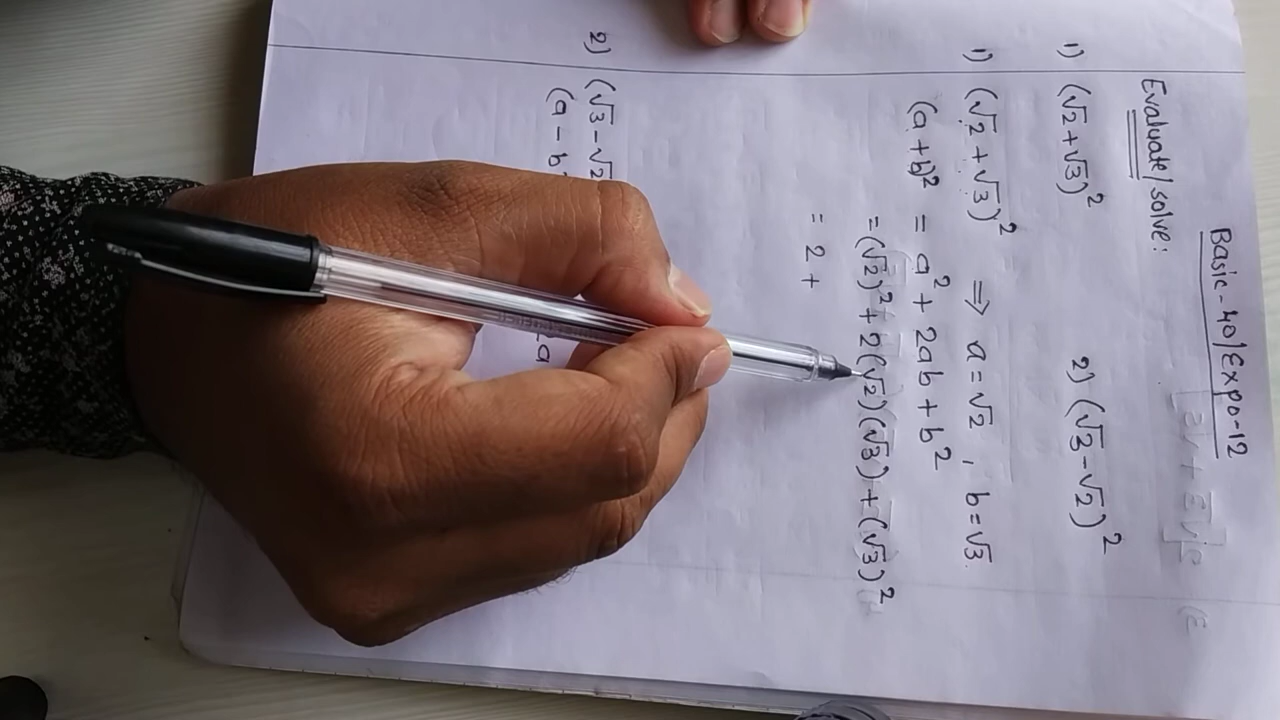 Basic-40/Expo-12
Evaluate/solve:
1) (√2+√3)² 2) (√3-√2)²
1) (√2+√3)² ⇒ a=√2 , b=√3
(a+b)² = a²+2ab+b²
=(√2)²+2(√2)(√3)+(√3)²
= 2+
2) (√3-√2
(a-b